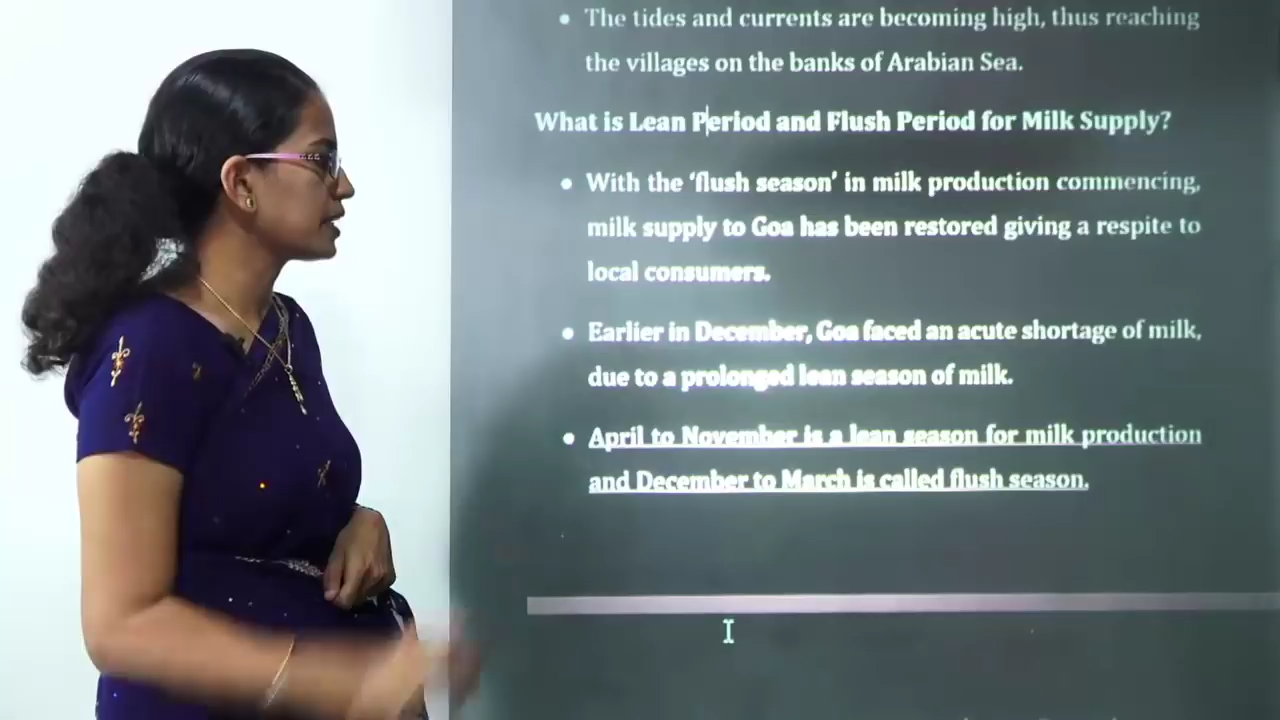 • The tides and currents are becoming high, thus reaching
the villages on the banks of Arabian Sea.
What is Lean Period and Flush Period for Milk Supply?
• With the ‘flush season’ in milk production commencing,
milk supply to Goa has been restored giving a respite to
local consumers.
• Earlier in December, Goa faced an acute shortage of milk,
due to a prolonged lean season of milk.
• April to November is a lean season for milk production
and December to March is called flush season.